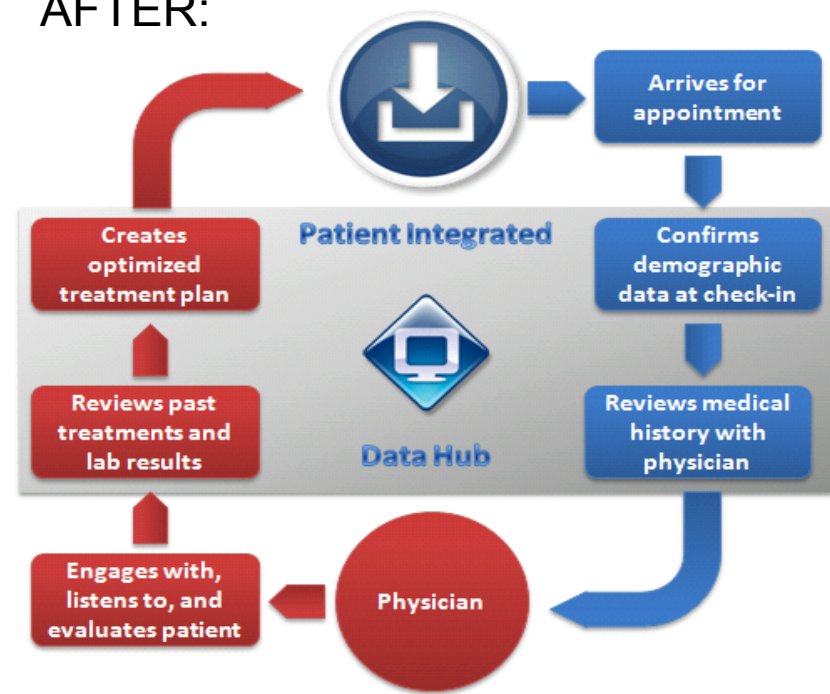 AFTER:
Arrives for
appointment
Creates
optimized
treatment plan
Patient Integrated
Confirms
demographic
data at check-in
Reviews past
treatments and
lab results
Data Hub
Reviews medical
history with
physician
Engages with,
listens to, and
evaluates patient
Physician